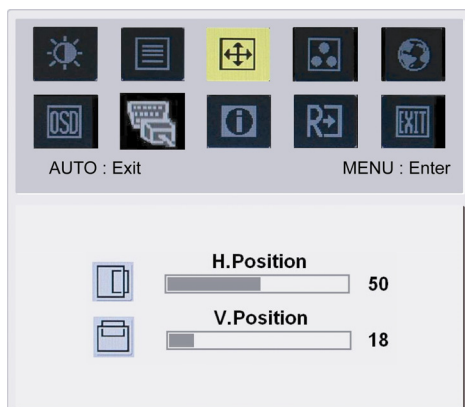 OSD
i
R
EXIT
AUTO : Exit
MENU : Enter
H.Position
50
V.Position
18